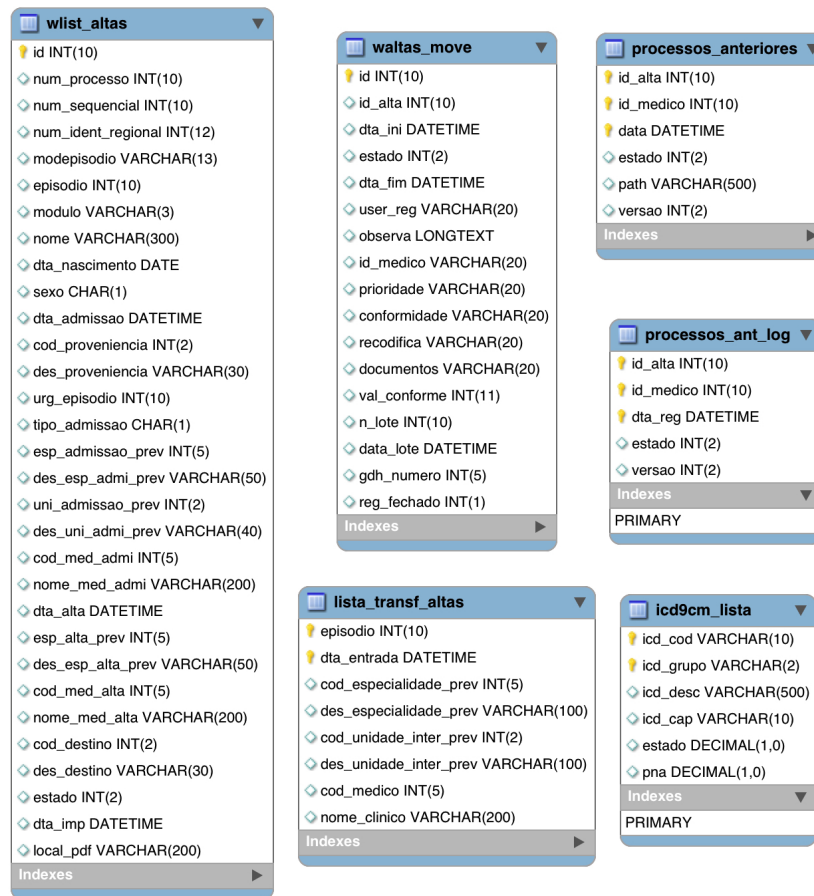 wlist_altas
id INT(10)
num_processo INT(10)
num_sequencial INT(10)
num_ident_regional INT(12)
modepisodio VARCHAR(13)
episodio INT(10)
modulo VARCHAR(3)
nome VARCHAR(300)
dta_nascimento DATE
sexo CHAR(1)
dta_admissao DATETIME
cod_proveniencia INT(2)
des_proveniencia VARCHAR(30)
urg_episodio INT(10)
tipo_admissao CHAR(1)
esp_admissao_prev INT(5)
des_esp_admi_prev VARCHAR(50)
uni_admissao_prev INT(2)
des_uni_admi_prev VARCHAR(40)
cod_med_admi INT(5)
nome_med_admi VARCHAR(200)
dta_alta DATETIME
esp_alta_prev INT(5)
des_esp_alta_prev VARCHAR(50)
cod_med_alta INT(5)
nome_med_alta VARCHAR(200)
cod_destino INT(2)
des_destino VARCHAR(30)
estado INT(2)
dta_imp DATETIME
local_pdf VARCHAR(200)
Indexes
waltas_move
id INT(10)
id_alta INT(10)
dta_ini DATETIME
estado INT(2)
dta_fim DATETIME
user_reg VARCHAR(20)
observa LONGTEXT
id_medico VARCHAR(20)
prioridade VARCHAR(20)
conformidade VARCHAR(20)
recodifica VARCHAR(20)
documentos VARCHAR(20)
val_conforme INT(11)
n_lote INT(10)
data_lote DATETIME
gdh_numero INT(5)
reg_fechado INT(1)
Indexes
processos_anteriores
id_alta INT(10)
id_medico INT(10)
data DATETIME
estado INT(2)
path VARCHAR(500)
versao INT(2)
Indexes
processos_ant_log
id_alta INT(10)
id_medico INT(10)
dta_reg DATETIME
estado INT(2)
versao INT(2)
Indexes
PRIMARY
lista_transf_altas
episodio INT(10)
dta_entrada DATETIME
cod_especialidade_prev INT(5)
des_especialidade_prev VARCHAR(100)
cod_unidade_inter_prev INT(2)
des_unidade_inter_prev VARCHAR(100)
cod_medico INT(5)
nome_clinico VARCHAR(200)
Indexes
icd9cm_lista
icd_cod VARCHAR(10)
icd_grupo VARCHAR(2)
icd_desc VARCHAR(500)
icd_cap VARCHAR(10)
estado DECIMAL(1,0)
pna DECIMAL(1,0)
Indexes
PRIMARY